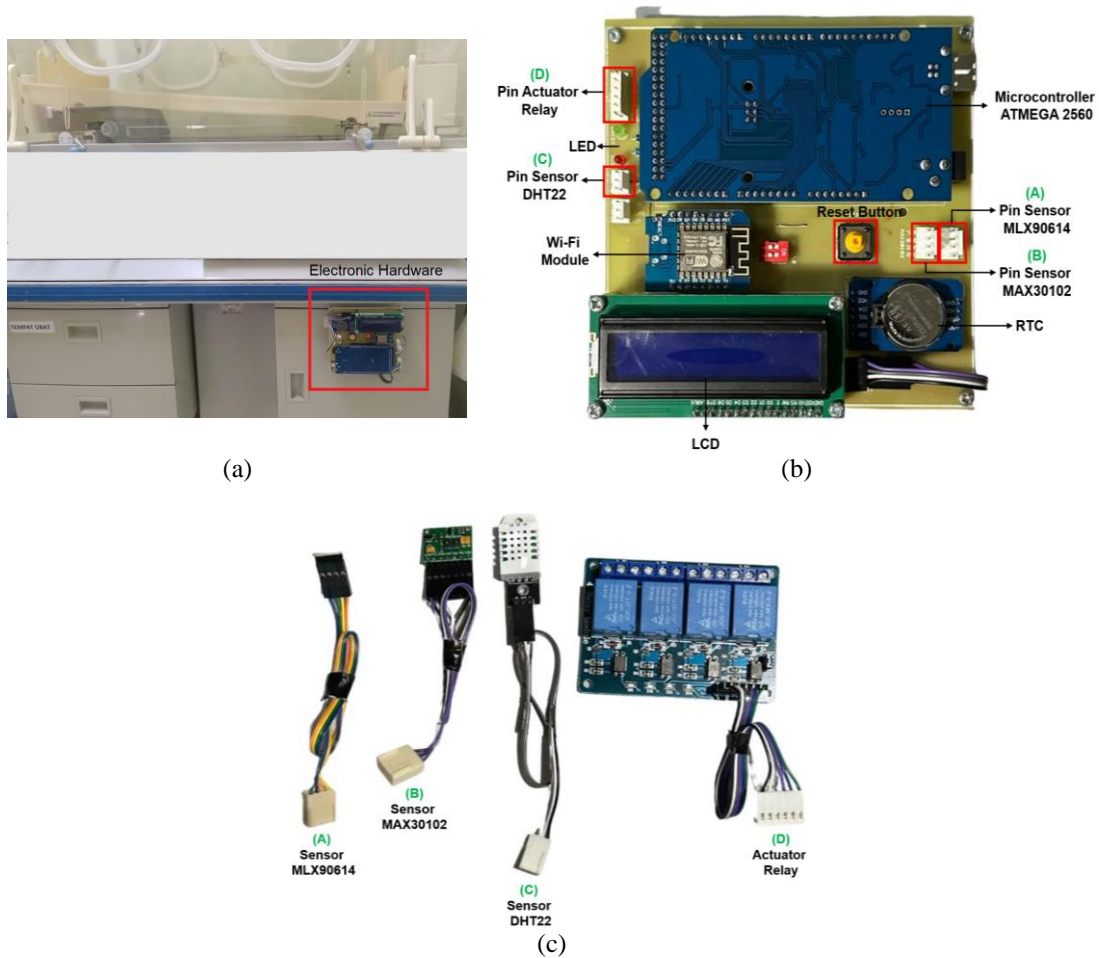 Electronic Hardware
TEMPAT OBAT
(a)
(D)
Pin Actuator
Relay
LED
(C)
Pin Sensor
DHT22
Wi-Fi
Module
Reset Button
Microcontroller
ATMEGA 2560
(A)
Pin Sensor
MLX90614
(B)
Pin Sensor
MAX30102
RTC
LCD
(b)
(A)
Sensor
MLX90614
(B)
Sensor
MAX30102
(C)
Sensor
DHT22
(D)
Actuator
Relay
(c)